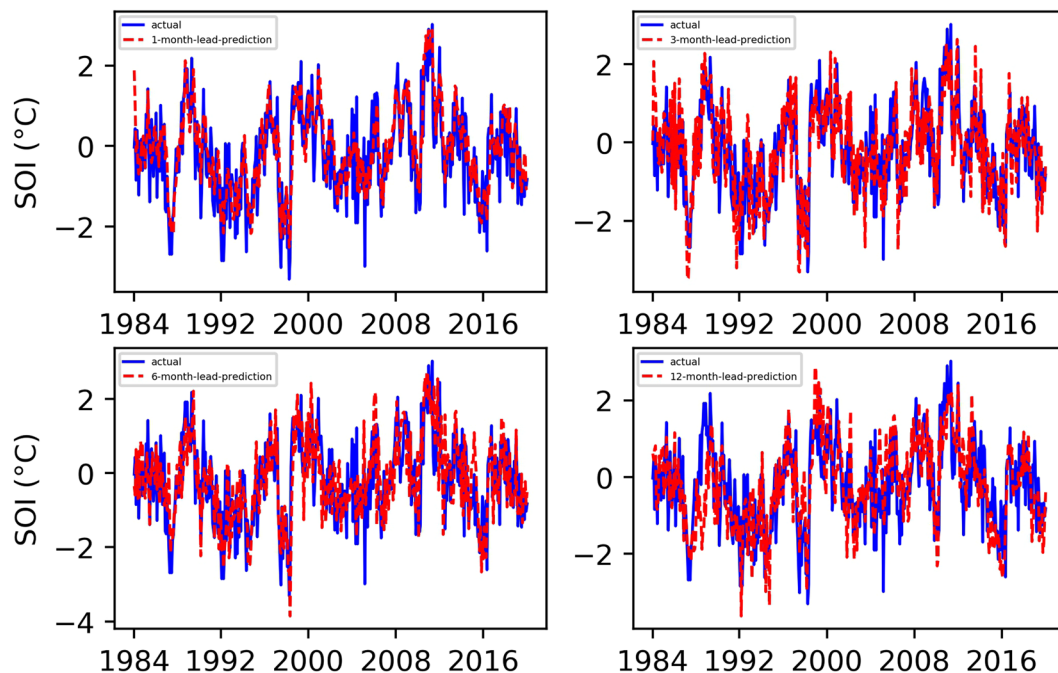 actual
1-month-lead-prediction
SOI (°C)
2
0
−2
1984 1992 2000 2008 2016
actual
3-month-lead-prediction
2
0
−2
1984 1992 2000 2008 2016
actual
6-month-lead-prediction
SOI (°C)
2
0
−2
−4
1984 1992 2000 2008 2016
actual
12-month-lead-prediction
2
0
−2
1984 1992 2000 2008 2016